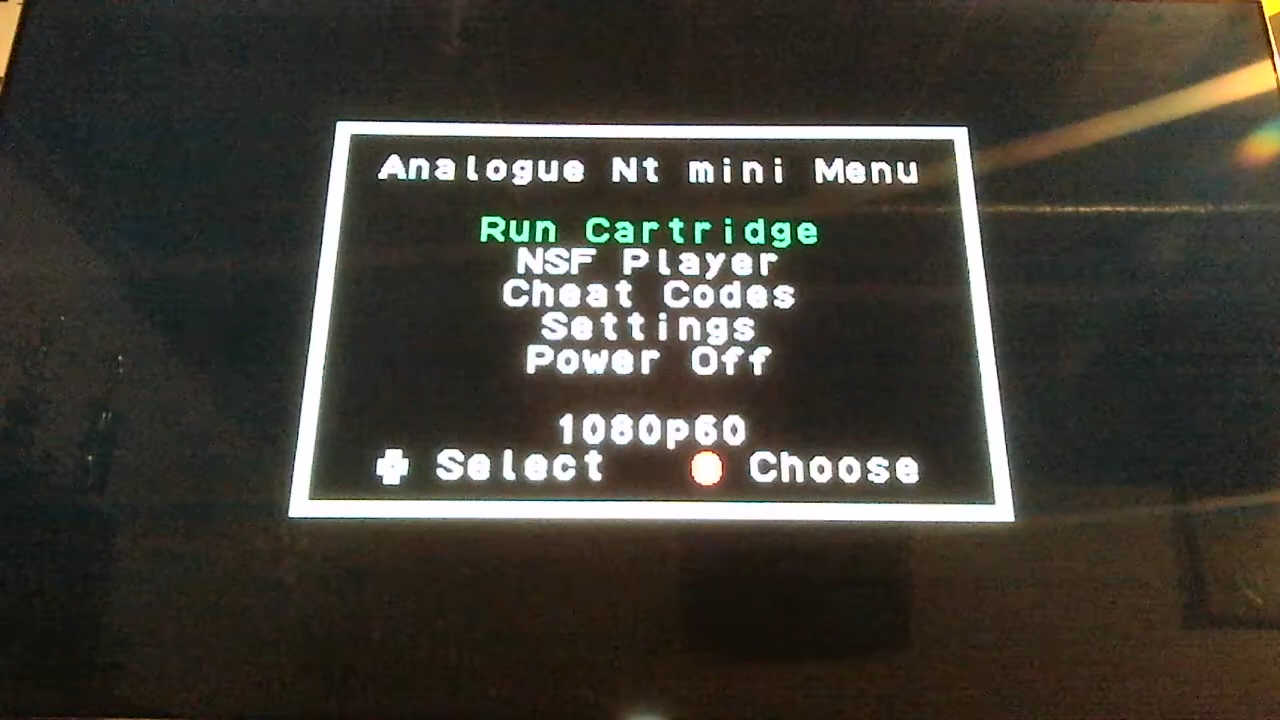 Analogue Nt mini Menu
Run Cartridge
NSF Player
Cheat Codes
Settings
Power Off
1080p60
Select Choose